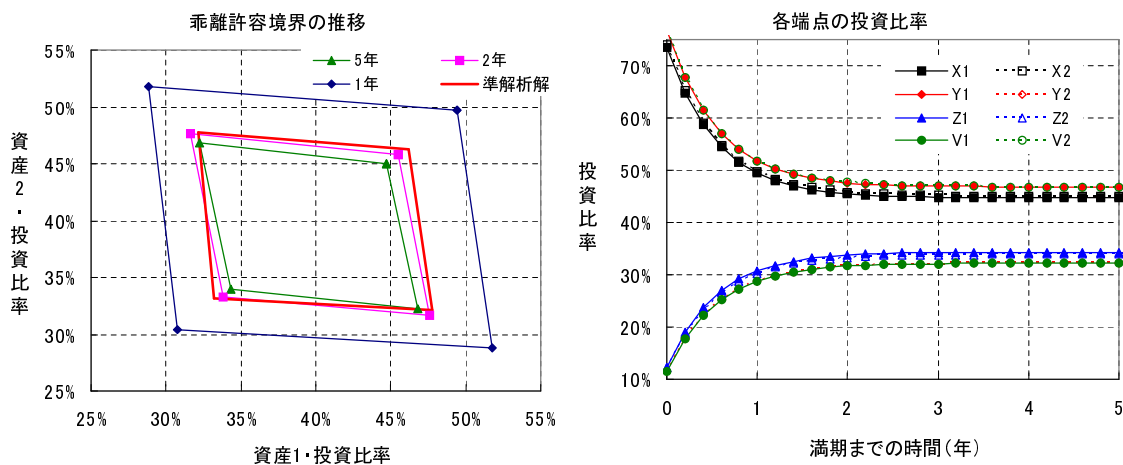 乖離許容境界の推移
5年
2年
1年
準解析解
55%
50%
45%
40%
35%
30%
25%
資産2・投資比率
25% 30% 35% 40% 45% 50% 55%
資産1・投資比率
各端点の投資比率
X1 X2
Y1 Y2
Z1 Z2
V1 V2
70%
60%
50%
40%
30%
20%
10%
投資比率
0 1 2 3 4 5
満期までの時間(年)